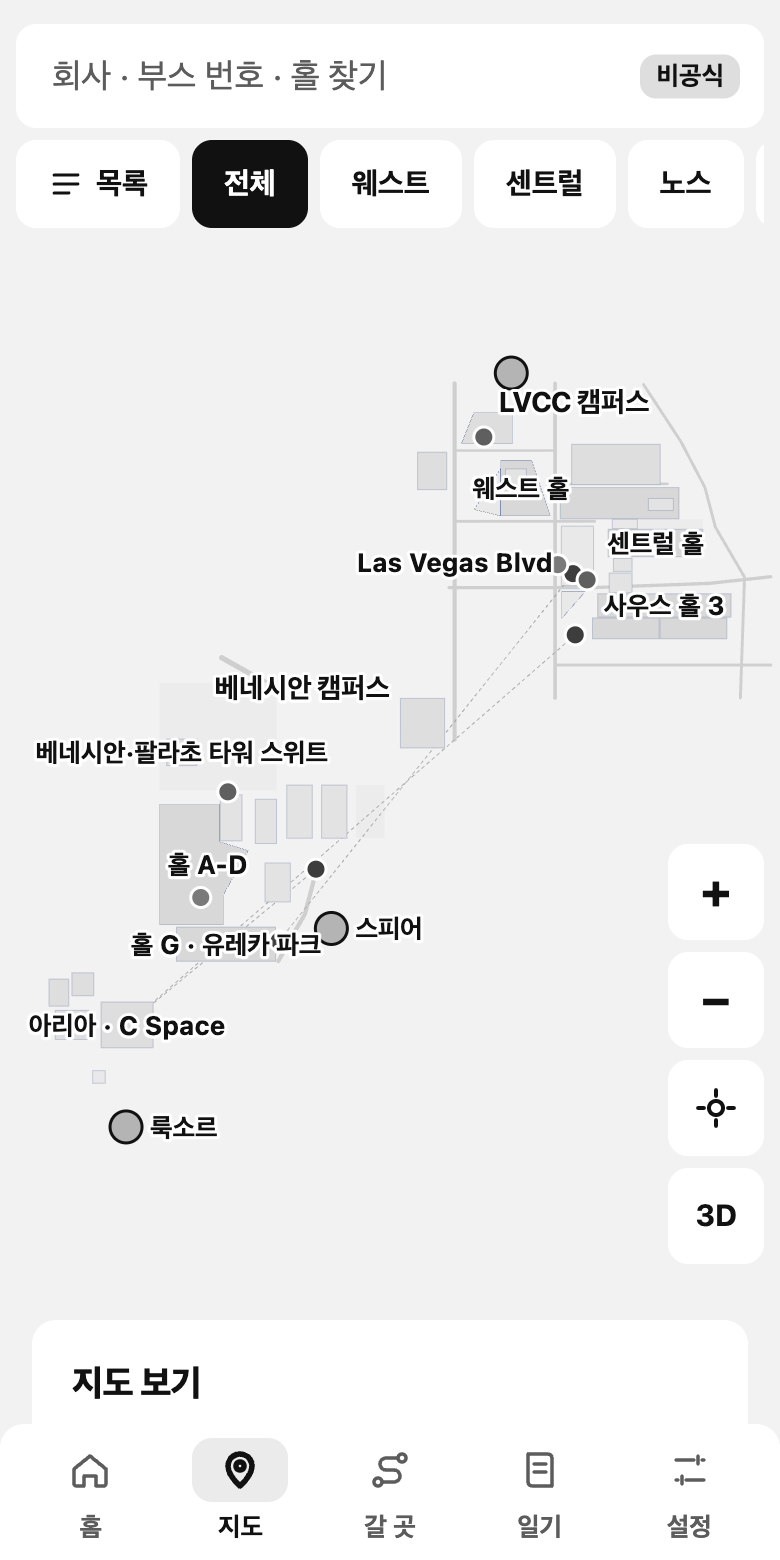 회사 · 부스 번호 · 홀 찾기
비공식
목록
전체
웨스트
센트럴
노스
LVCC 캠퍼스
웨스트 홀
센트럴 홀
Las Vegas Blvd
사우스 홀 3
베네시안 캠퍼스
베네시안·팔라초 타워 스위트
홀 A-D
스피어
홀 G · 유레카 파크
아리아 · C Space
룩소르
+
−
3D
지도 보기
홈
지도
갈 곳
일기
설정